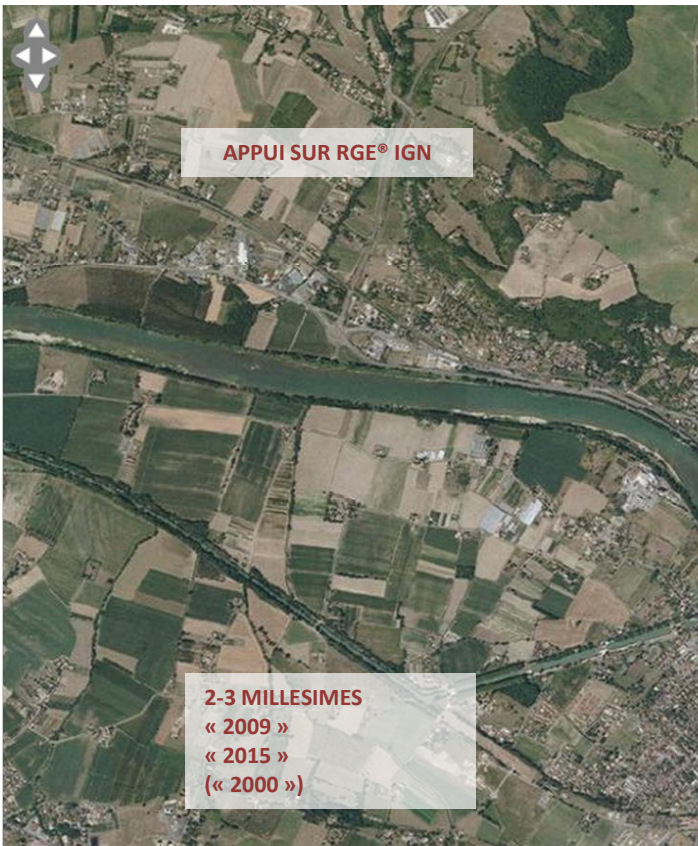 APPUI SUR RGE® IGN
2-3 MILLESIMES
« 2009 »
« 2015 »
(« 2000 »)